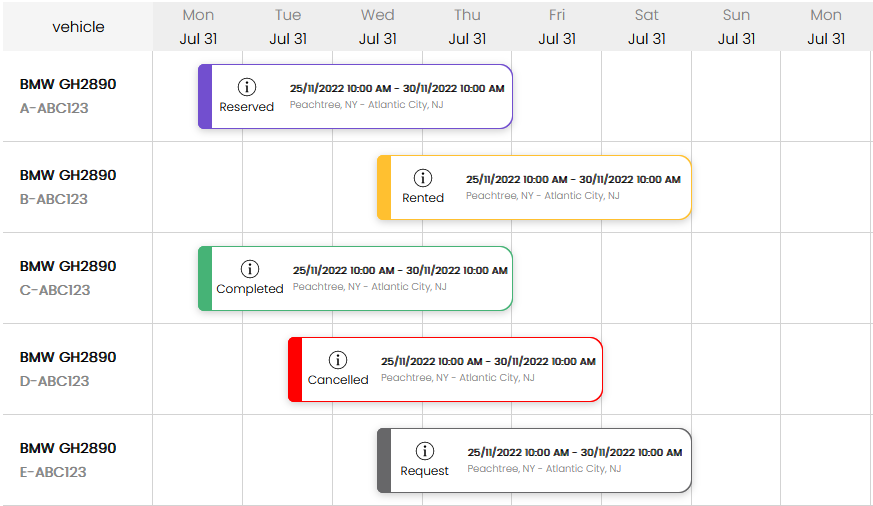 vehicle
Mon Tue Wed Thu Fri Sat Sun Mon
Jul 31 Jul 31 Jul 31 Jul 31 Jul 31 Jul 31 Jul 31 Jul 31
BMW GH2890
A-ABC123
Reserved
25/11/2022 10:00 AM - 30/11/2022 10:00 AM
Peachtree, NY - Atlantic City, NJ
BMW GH2890
B-ABC123
Rented
25/11/2022 10:00 AM - 30/11/2022 10:00 AM
Peachtree, NY - Atlantic City, NJ
BMW GH2890
C-ABC123
Completed
25/11/2022 10:00 AM - 30/11/2022 10:00 AM
Peachtree, NY - Atlantic City, NJ
BMW GH2890
D-ABC123
Cancelled
25/11/2022 10:00 AM - 30/11/2022 10:00 AM
Peachtree, NY - Atlantic City, NJ
BMW GH2890
E-ABC123
Request
25/11/2022 10:00 AM - 30/11/2022 10:00 AM
Peachtree, NY - Atlantic City, NJ